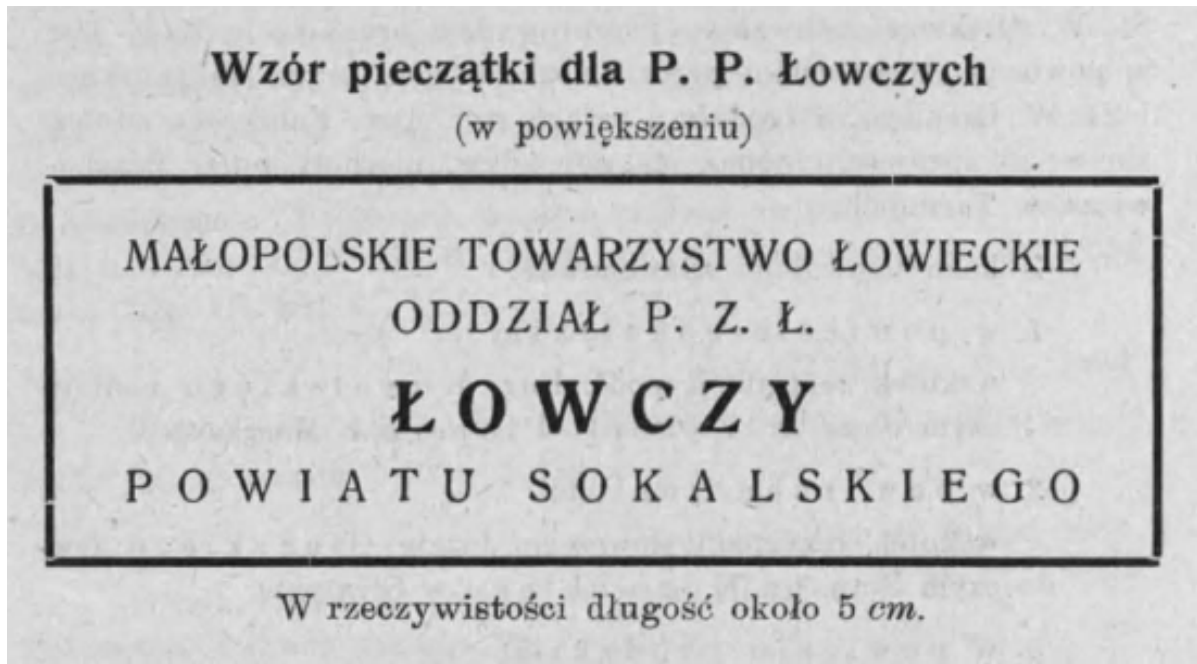 Wzór pieczątki dla P. P. Łowczych
(w powiększeniu)
MAŁOPOLSKIE TOWARZYSTWO ŁOWIECKIE
ODDZIAŁ P. Z. Ł.
ŁOWCZY
POWIATU SOKALSKIEGO
W rzeczywistości długość około 5 cm.